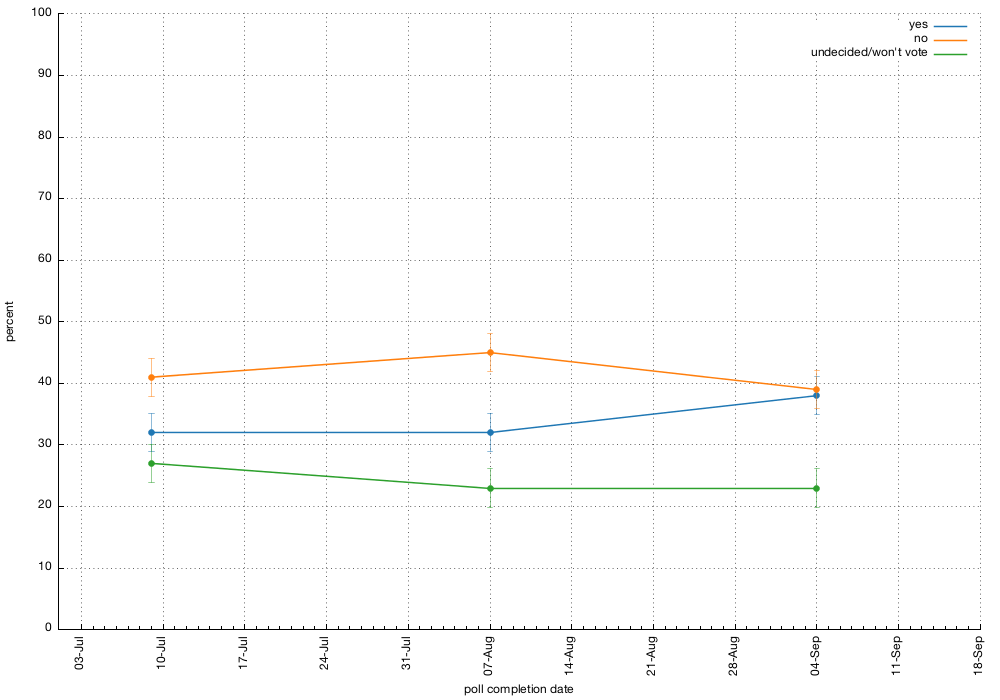 yes
no
undecided/won't vote
100
90
80
70
60
50
40
30
20
10
0
percent
03-Jul
10-Jul
17-Jul
24-Jul
31-Jul
07-Aug
14-Aug
21-Aug
28-Aug
04-Sep
11-Sep
18-Sep
poll completion date